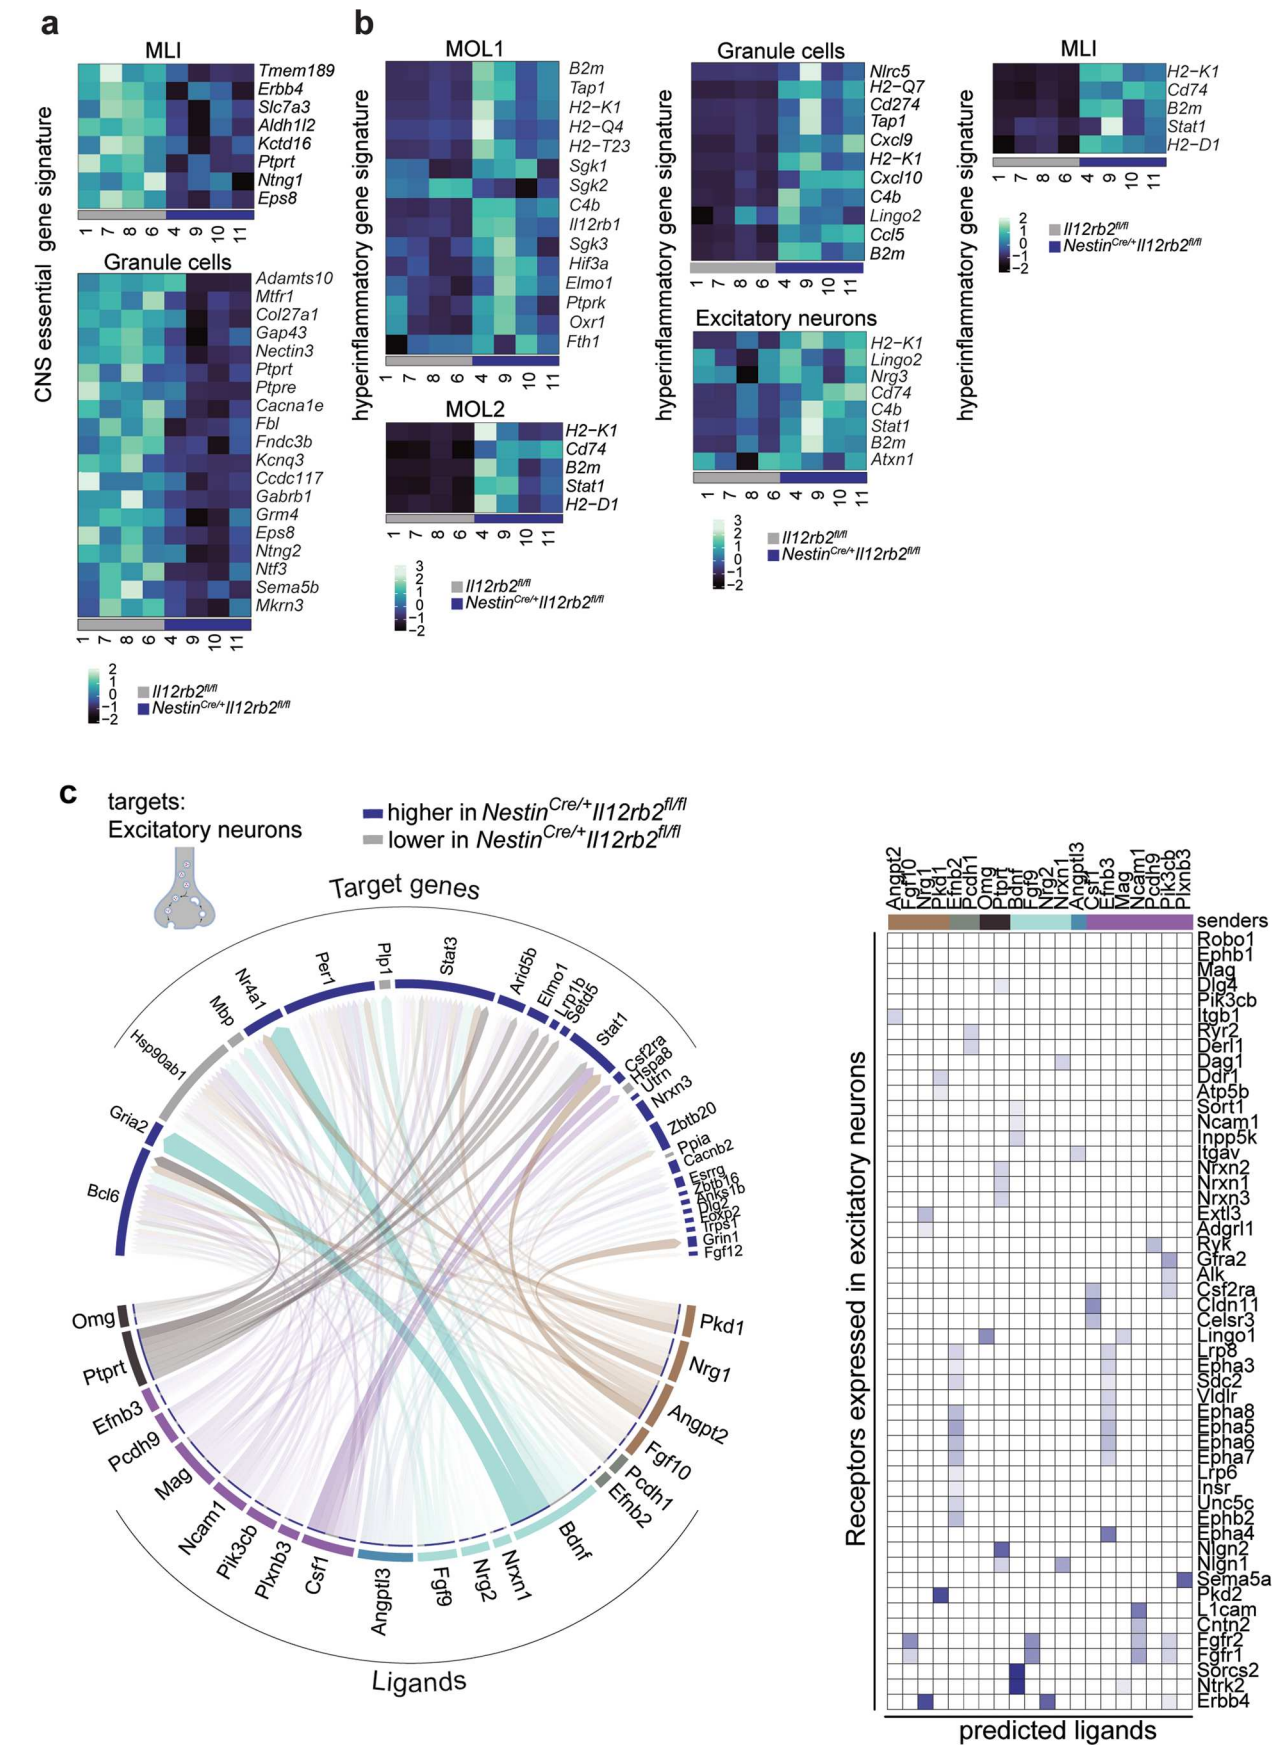 a
MLI
CNS essential gene signature
Tmem189
Erbb4
Slc7a3
Aldh1l2
Kctd16
Ptprt
Ntng1
Eps8
1 7 8 6 4 9 10 11
Granule cells
Adamts10
Mtfr1
Col27a1
Gap43
Nectin3
Ptprt
Ptpre
Cacna1e
Fbl
Fndc3b
Kcnq3
Ccdc117
Gabrb1
Grm4
Eps8
Ntng2
Ntf3
Sema5b
Mkrn3
1 7 8 6 4 9 10 11
2
1
0
−1
−2
Il12rb2fl/fl
NestinCre/+Il12rb2fl/fl
b
hyperinflammatory gene signature
MOL1
B2m
Tap1
H2−K1
H2−Q4
H2−T23
Sgk1
Sgk2
C4b
Il12rb1
Sgk3
Hif3a
Elmo1
Ptprk
Oxr1
Fth1
1 7 8 6 4 9 10 11
MOL2
H2−K1
Cd74
B2m
Stat1
H2−D1
1 7 8 6 4 9 10 11
3
2
1
0
−1
−2
Il12rb2fl/fl
NestinCre/+Il12rb2fl/fl
hyperinflammatory gene signature
Granule cells
Nlrc5
H2−Q7
Cd274
Tap1
Cxcl9
H2−K1
Cxcl10
C4b
Lingo2
Ccl5
B2m
1 7 8 6 4 9 10 11
Excitatory neurons
H2−K1
Lingo2
Nrg3
Cd74
C4b
Stat1
B2m
Atxn1
1 7 8 6 4 9 10 11
3
2
1
0
−1
−2
Il12rb2fl/fl
NestinCre/+Il12rb2fl/fl
hyperinflammatory gene signature
MLI
H2−K1
Cd74
B2m
Stat1
H2−D1
1 7 8 6 4 9 10 11
2
1
0
−1
−2
Il12rb2fl/fl
NestinCre/+Il12rb2fl/fl
c
targets:
Excitatory neurons
higher in NestinCre/+Il12rb2fl/fl
lower in NestinCre/+Il12rb2fl/fl
Target genes
Bcl6
Gria2
Hsp90ab1
Mbp
Nr4a1
Per1
Plp1
Stat3
Arid5b
Elmo1
Lrp1b
Setd5
Stat1
Csf2ra
Hspa8
Utrn
Nrxn3
Zbtb20
Ppia
Cacnb2
Esrrg
Zbtb16
Anks1b
Dlg2
Foxp2
Trps1
Grin1
Fgf12
Omg
Ptprt
Efnb3
Pcdh9
Mag
Ncam1
Pik3cb
Plxnb3
Csf1
Angptl3
Fgf9
Nrg2
Nrxn1
Bdnf
Efnb2
Pcdh1
Fgf10
Angpt2
Nrg1
Pkd1
Ligands
Angpt2
Fgf10
Nrg1
Pkd1
Efnb2
Pcdh1
Omg
Ptprt
Bdnf
Fgf9
Nrg2
Nrxn1
Angptl3
Csf1
Efnb3
Mag
Ncam1
Pcdh9
Pik3cb
Plxnb3
senders
Receptors expressed in excitatory neurons
Robo1
Ephb1
Mag
Dlg4
Pik3cb
Itgb1
Ryr2
Derl1
Dag1
Ddr1
Atp5b
Sort1
Ncam1
Inpp5k
Itgav
Nrxn2
Nrxn1
Nrxn3
Extl3
Adgrl1
Ryk
Gfra2
Alk
Csf2ra
Cldn11
Celsr3
Lingo1
Lrp8
Epha3
Sdc2
Vldlr
Epha8
Epha5
Epha6
Epha7
Lrp6
Insr
Unc5c
Ephb2
Epha4
Nlgn2
Nlgn1
Sema5a
Pkd2
L1cam
Cntn2
Fgfr2
Fgfr1
Sorcs2
Ntrk2
Erbb4
predicted ligands